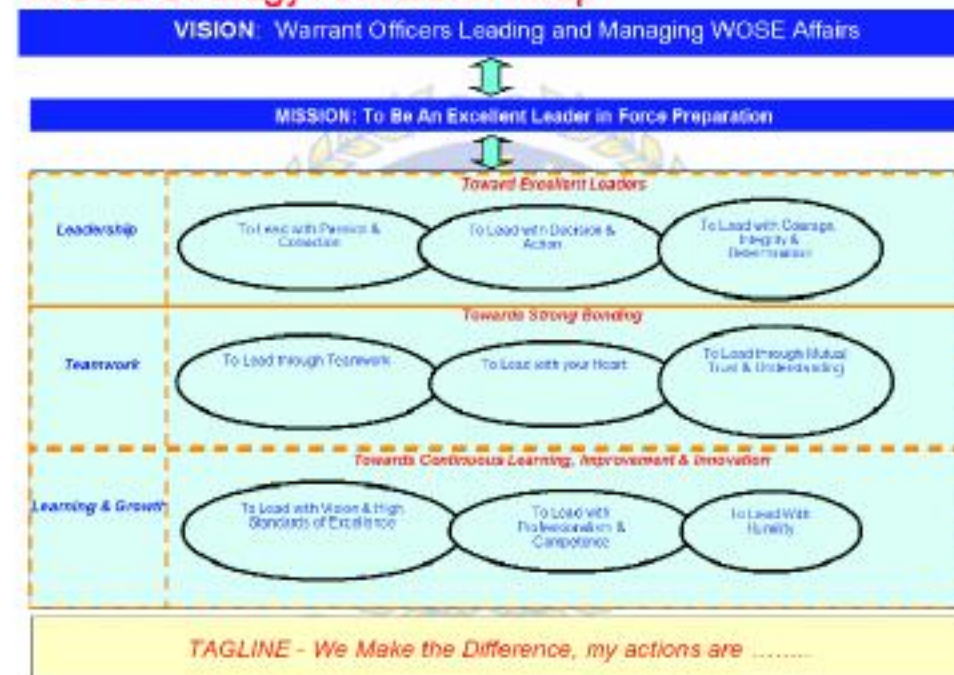 VISION: Warrant Officers Leading and Managing WOSE Affairs
MISSION: To Be An Excellent Leader in Force Preparation
Toward Excellent Leaders
Leadership
To Lead with Passion &
To Lead with Decision &
Action
To Lead with Courage,
Integrity &
Determination
Towards Strong Bonding
Teamwork
To Lead through Teamwork
To Lead with your Heart
To Lead through Mutual
Trust & Understanding
Towards Continuous Learning, Improvement & Innovation
Learning & Growth
To Lead with Vision & High
Standards of Excellence
To Lead with
Professionalism &
Competence
To Lead With
Humility
TAGLINE - We Make the Difference, my actions are ........